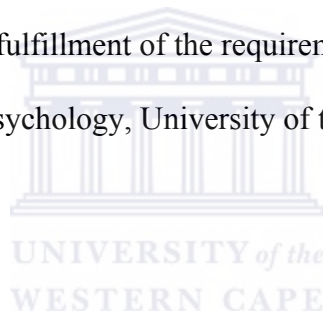 fulfillment of the requiren
sychology, University of t
UNIVERSITY of the
WESTERN CAPE